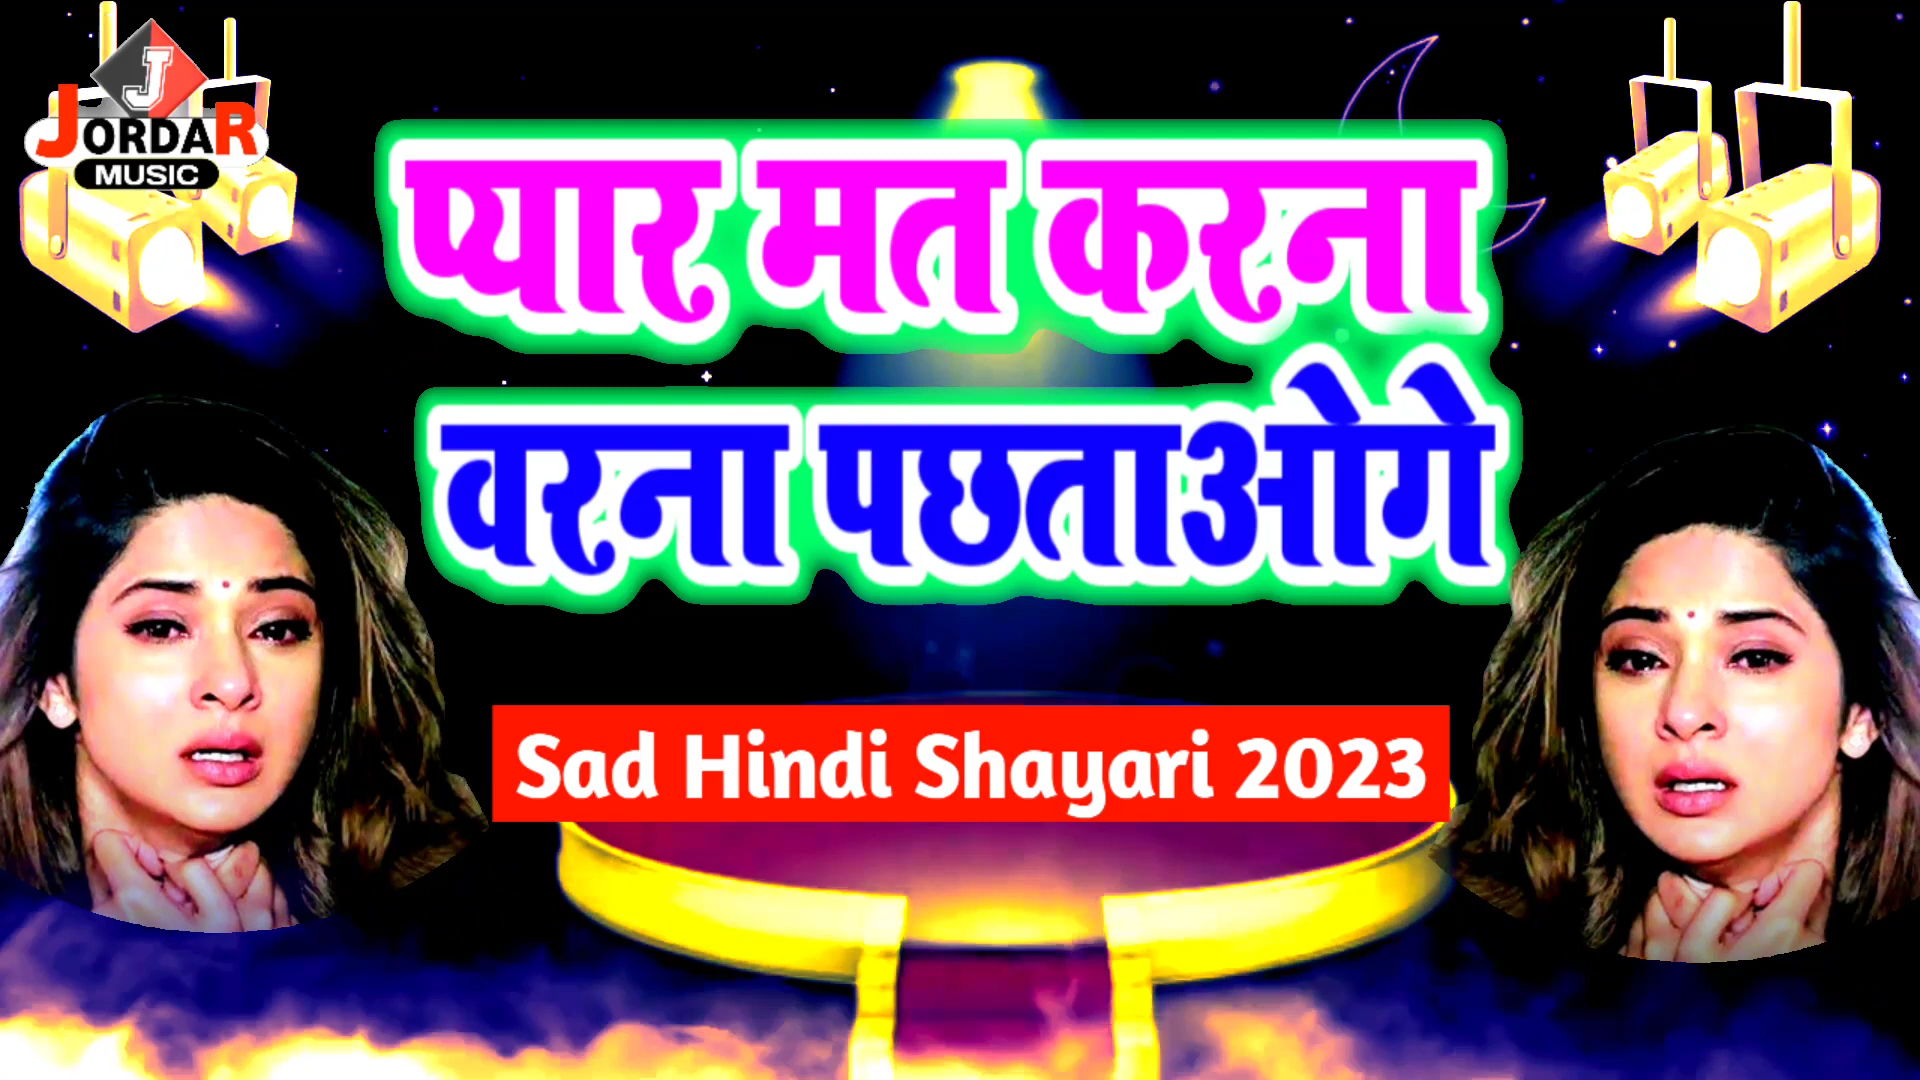 J
JORDAR
MUSIC
प्यार मत करना
वरना पछताओगे
Sad Hindi Shayari 2023